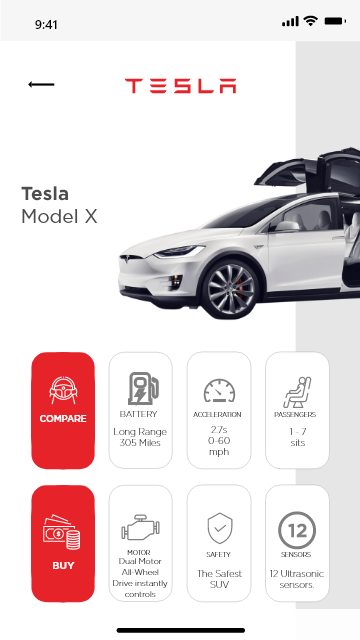 9:41
TESLA
Tesla
Model X
COMPARE
BATTERY
Long Range
305 Miles
ACCELERATION
2.7s
0-60
mph
PASSENGERS
1 - 7
sits
BUY
MOTOR
Dual Motor
All-Wheel
Drive instantly
controls
SAFETY
The Safest
SUV
12
SENSORS
12 Ultrasonic
sensors.